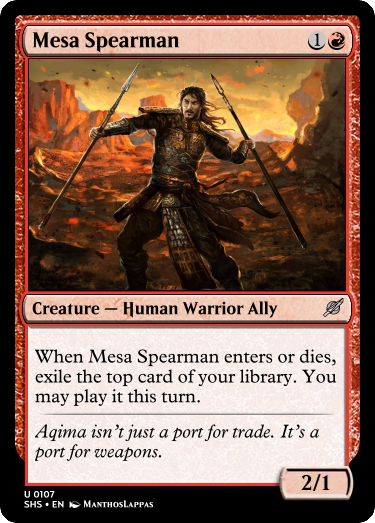 Mesa Spearman 1
Creature — Human Warrior Ally
When Mesa Spearman enters or dies,
exile the top card of your library. You
may play it this turn.
Aqima isn't just a port for trade. It's a
port for weapons.
2/1
U 0107
SHS • EN ManthosLappas